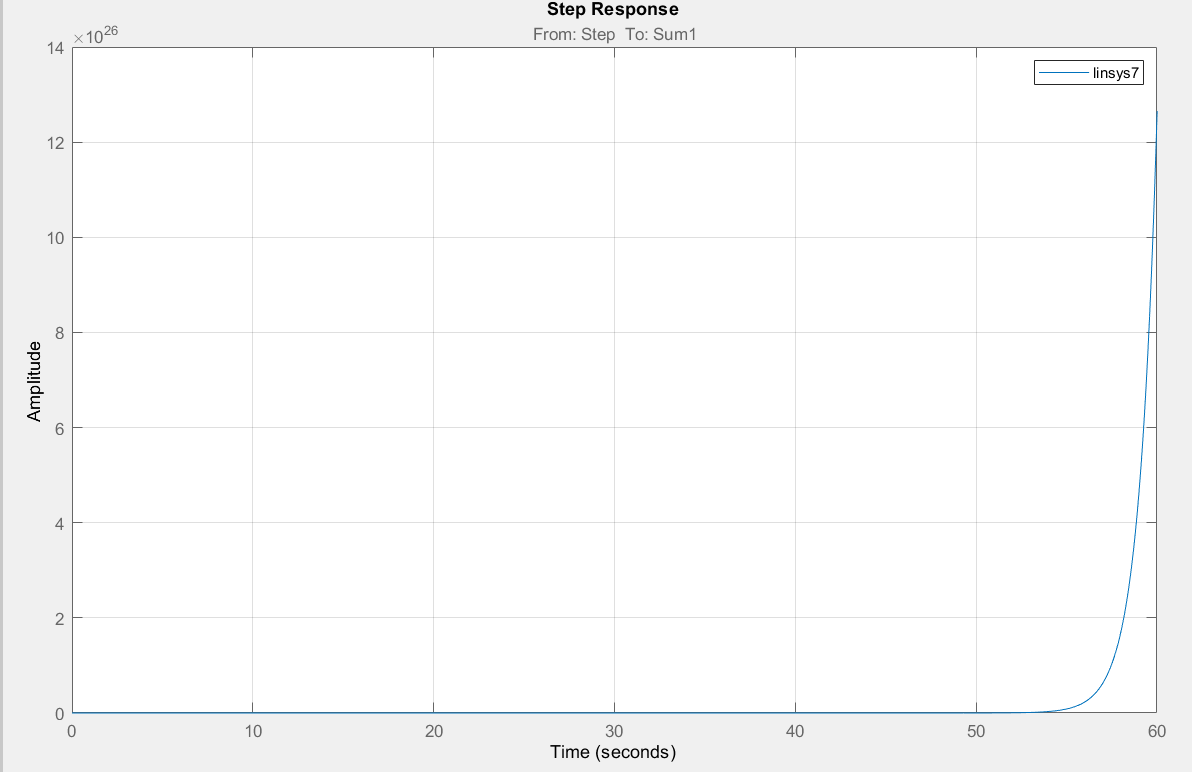 Step Response
From: Step  To: Sum1
×10^26
linsys7
14
12
10
8
6
4
2
0
Amplitude
0 10 20 30 40 50 60
Time (seconds)